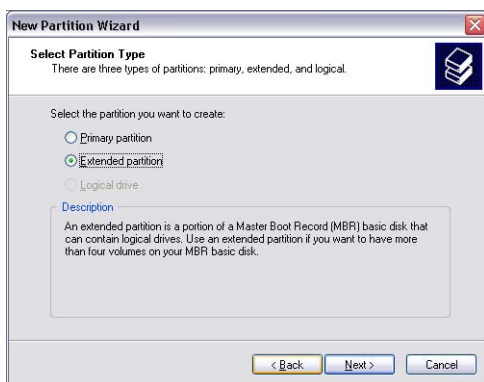 New Partition Wizard
Select Partition Type
There are three types of partitions: primary, extended, and logical.
Select the partition you want to create:
Primary partition
Extended partition
Logical drive
Description
An extended partition is a portion of a Master Boot Record (MBR) basic disk that
can contain logical drives. Use an extended partition if you want to have more
than four volumes on your MBR basic disk.
< Back Next > Cancel